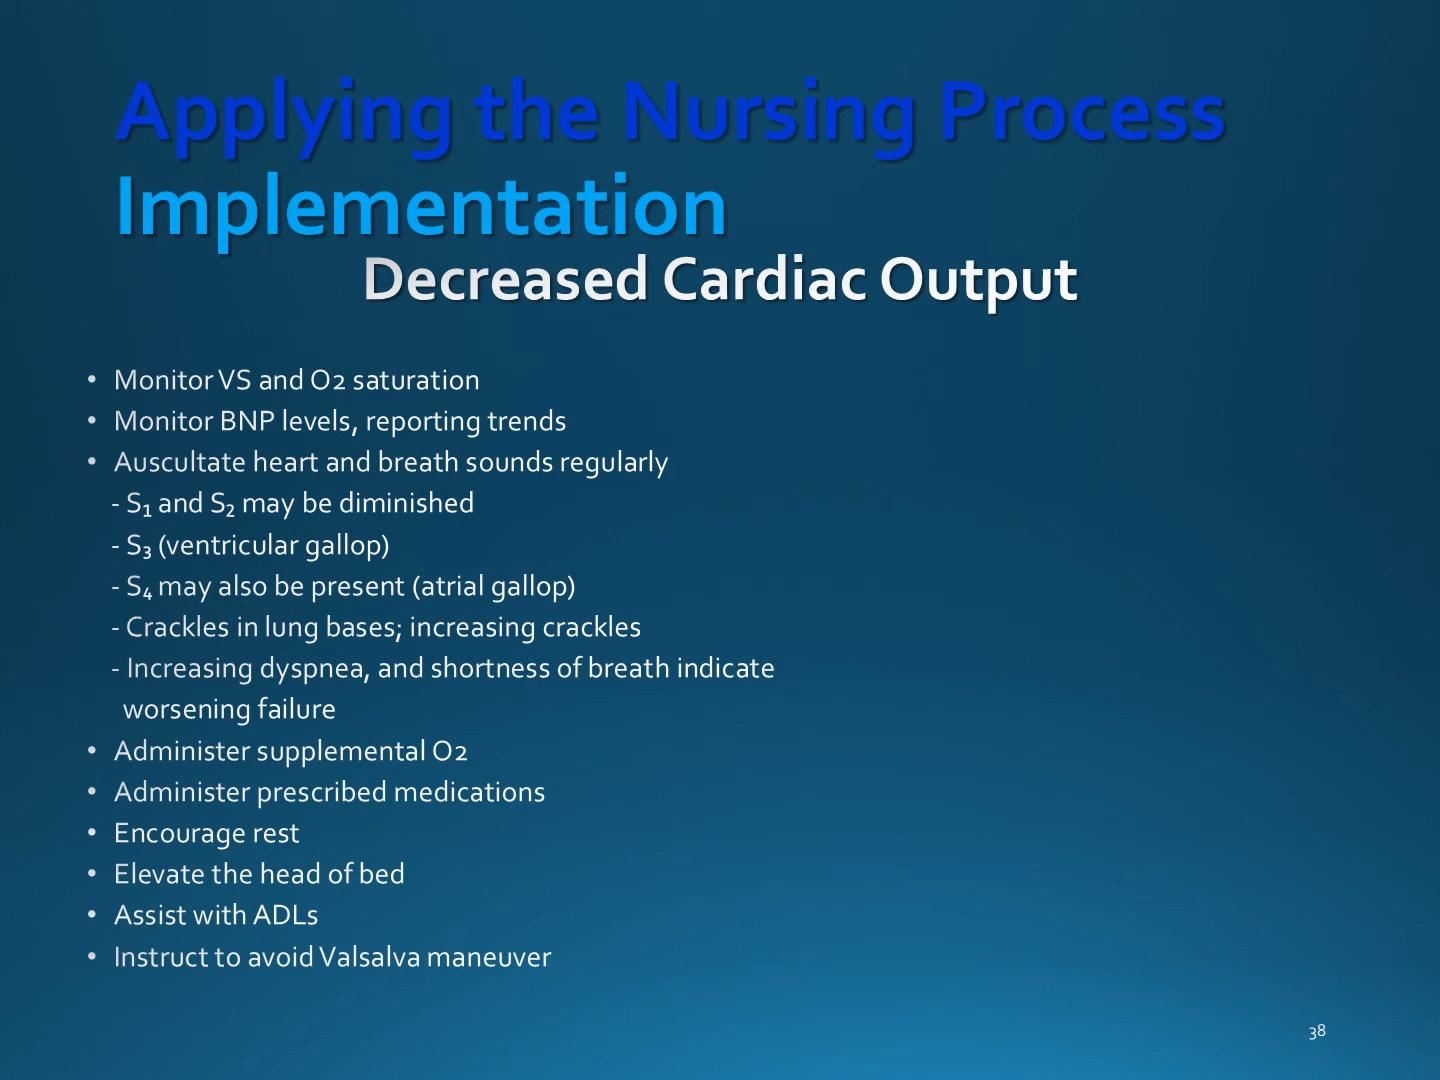 Applying the Nursing Process
Implementation
Decreased Cardiac Output
• Monitor VS and O2 saturation
• Monitor BNP levels, reporting trends
• Auscultate heart and breath sounds regularly
- S₁ and S₂ may be diminished
- S₃ (ventricular gallop)
- S₄ may also be present (atrial gallop)
- Crackles in lung bases; increasing crackles
- Increasing dyspnea, and shortness of breath indicate
worsening failure
• Administer supplemental O2
• Administer prescribed medications
• Encourage rest
• Elevate the head of bed
• Assist with ADLs
• Instruct to avoid Valsalva maneuver
38